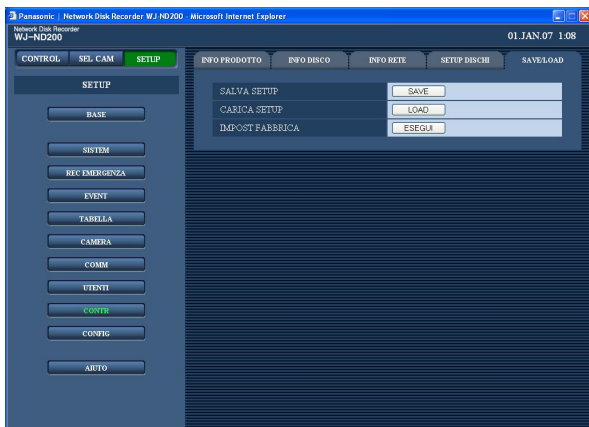 Panasonic | Network Disk Recorder WJ-ND200 - Microsoft Internet Explorer
Network Disk Recorder
WJ-ND200
01.JAN.07 1:08
CONTROL SEL CAM SETUP
INFO PRODOTTO INFO DISCO INFO RETE SETUP DISCHI SAVE/LOAD
SETUP
SALVA SETUP SAVE
CARICA SETUP LOAD
IMPOST FABBRICA ESEGUI
BASE
SISTEM
REC EMERGENZA
EVENT
TABELLA
CAMERA
COMM
UTENTI
CONTR
CONFIG
AIUTO